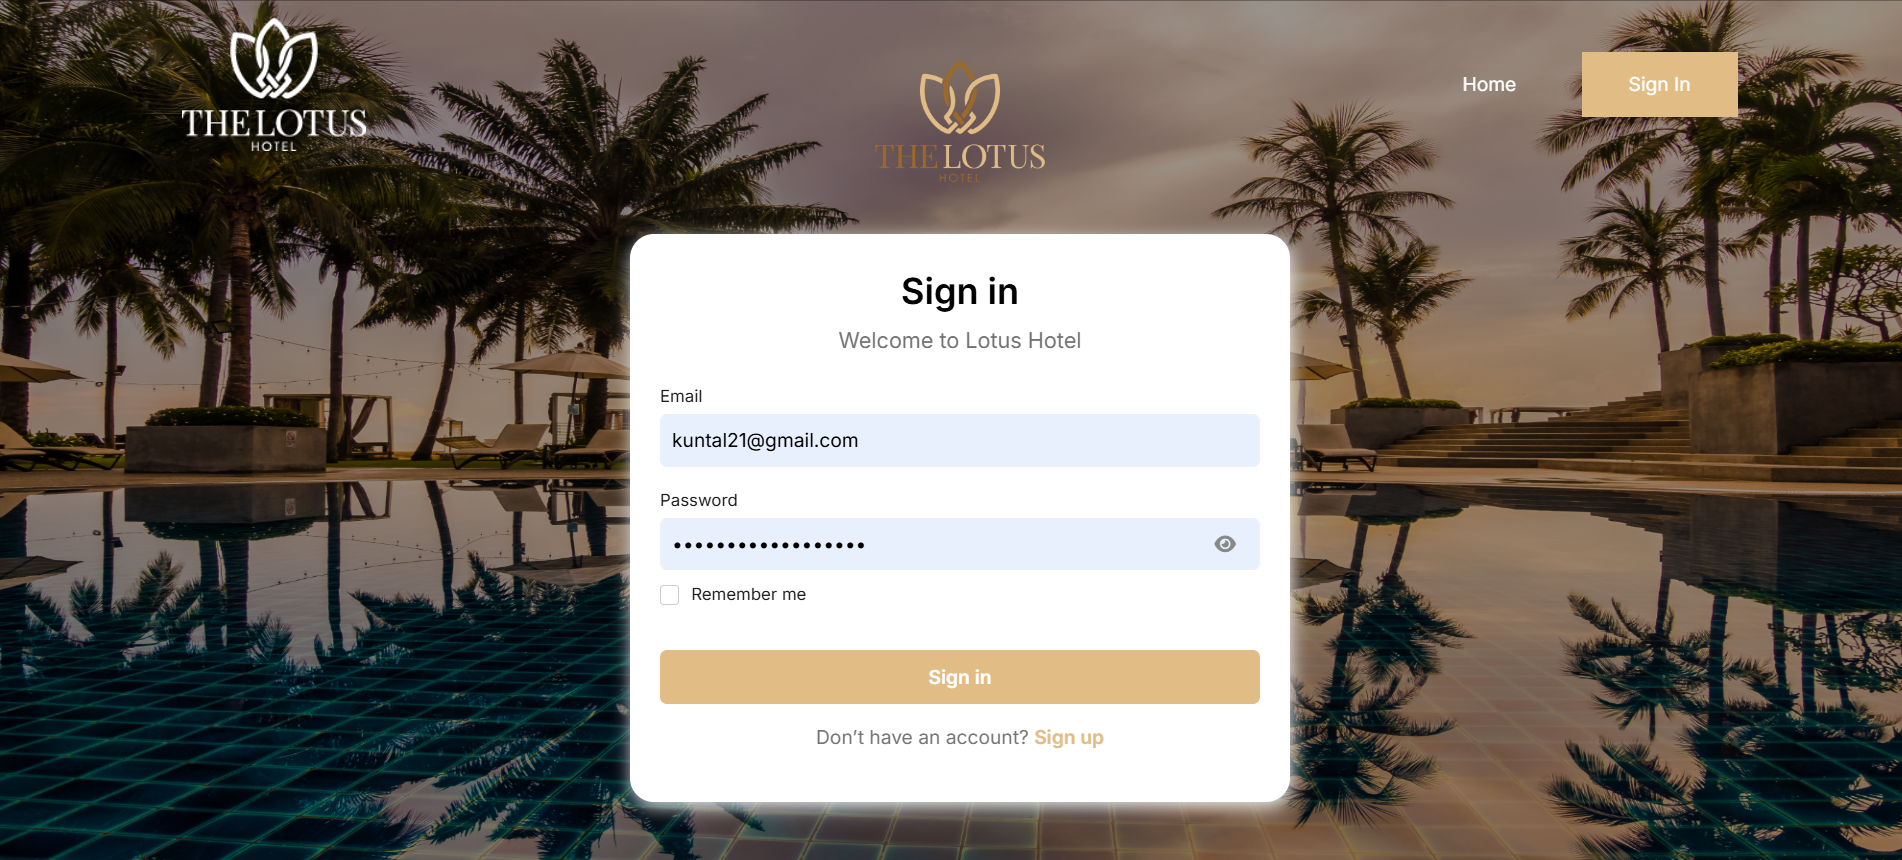 THE LOTUS
HOTEL
Home
Sign In
THE LOTUS
HOTEL
Sign in
Welcome to Lotus Hotel
Email
kuntal21@gmail.com
Password
••••••••••••••••••
Remember me
Sign in
Don’t have an account? Sign up